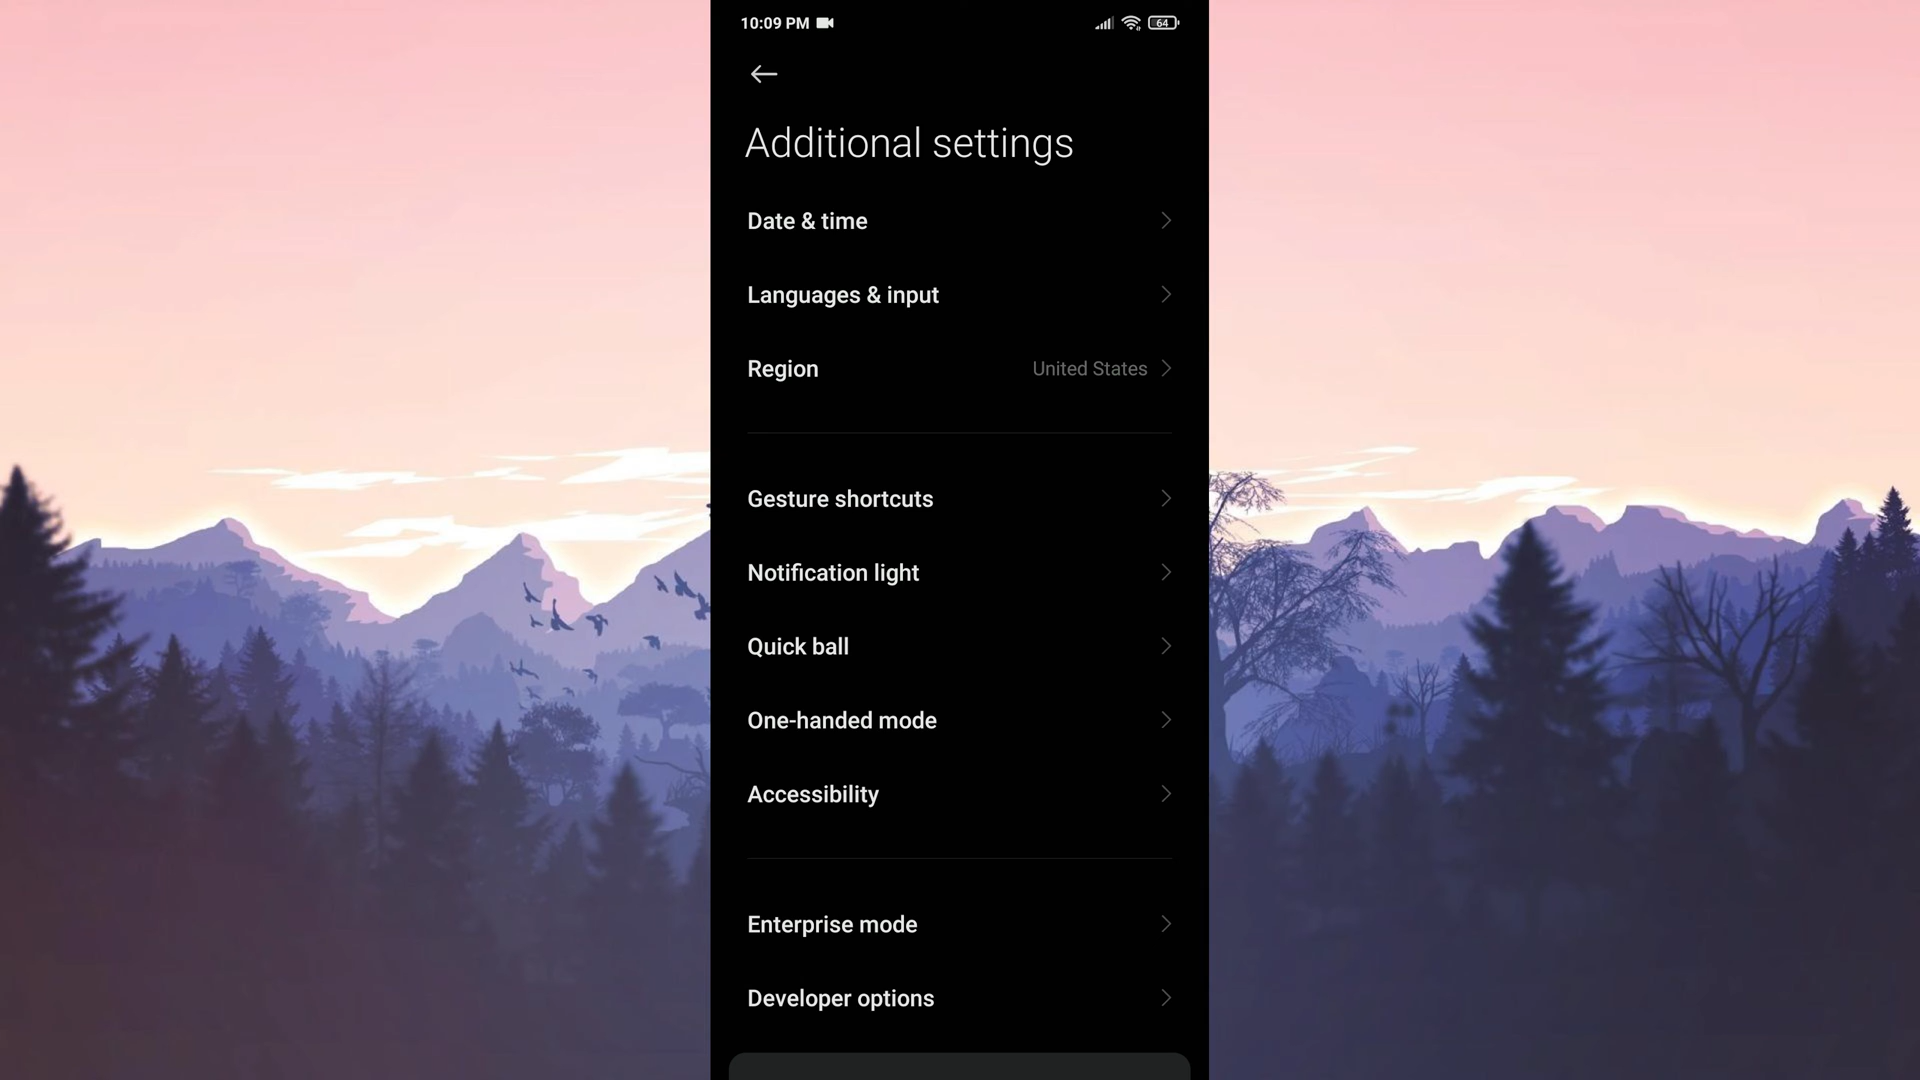 10:09 PM
64
Additional settings
Date & time
Languages & input
Region United States
Gesture shortcuts
Notification light
Quick ball
One-handed mode
Accessibility
Enterprise mode
Developer options